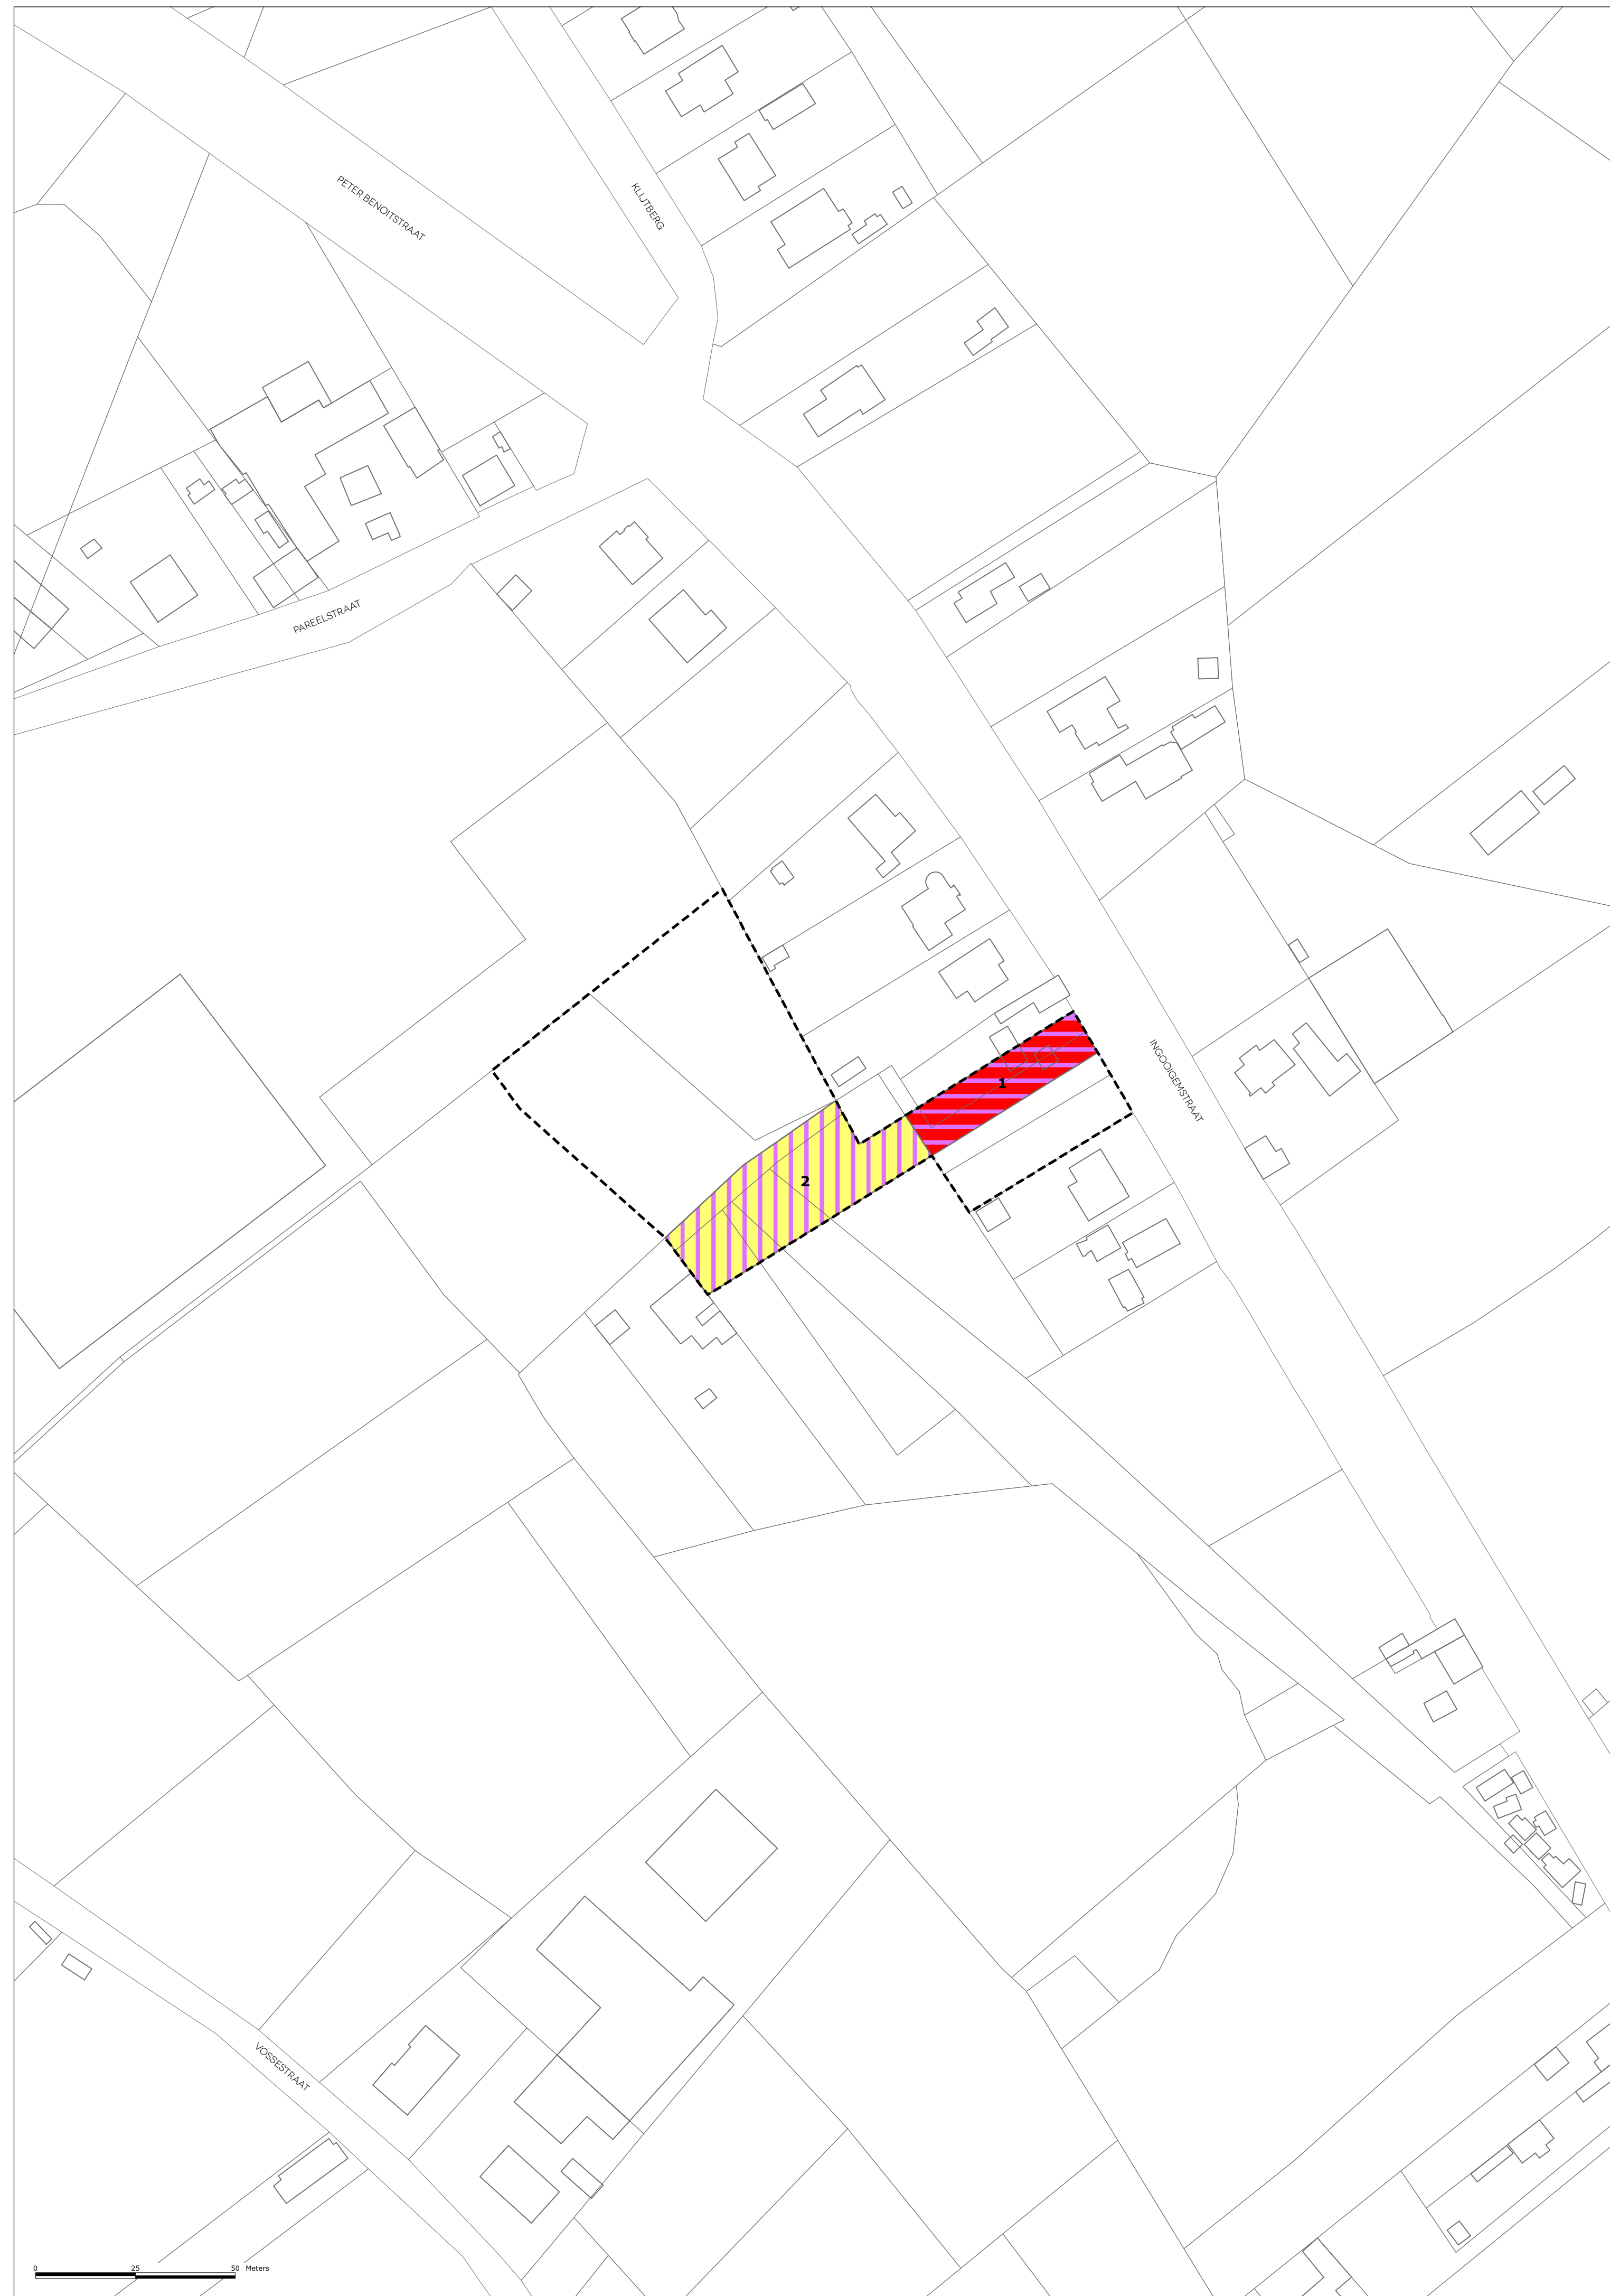 PETER BENOITSTRAAT
KLIJTBERG
PAREELSTRAAT
INGOOIGEMSTRAAT
1
2
VOSSESTRAAT
0 25 50 Meters